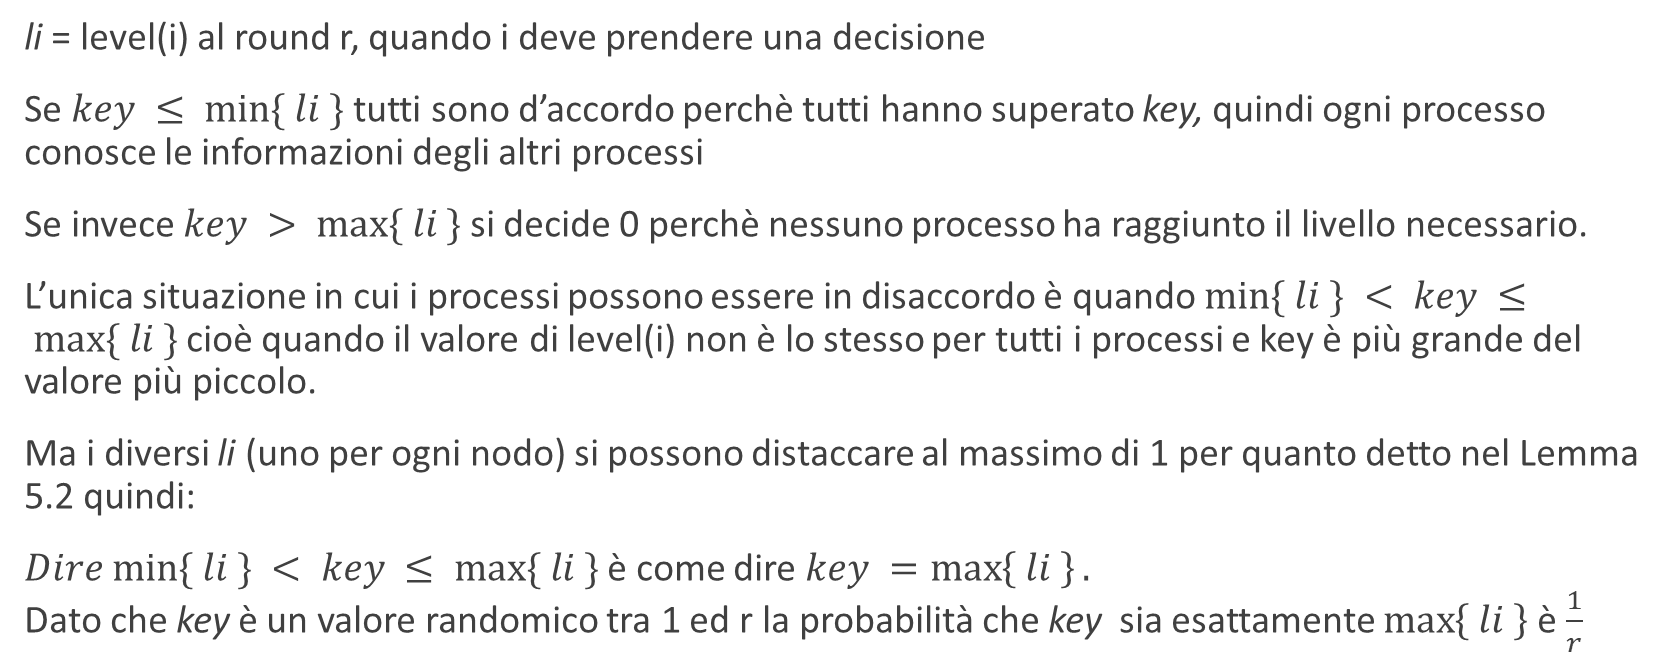 li = level(i) al round r, quando i deve prendere una decisione
Se key ≤ min{ li } tutti sono d’accordo perchè tutti hanno superato key, quindi ogni processo
conosce le informazioni degli altri processi
Se invece key > max{ li } si decide 0 perchè nessuno processo ha raggiunto il livello necessario.
L’unica situazione in cui i processi possono essere in disaccordo è quando min{ li } < key ≤
max{ li } cioè quando il valore di level(i) non è lo stesso per tutti i processi e key è più grande del
valore più piccolo.
Ma i diversi li (uno per ogni nodo) si possono distaccare al massimo di 1 per quanto detto nel Lemma
5.2 quindi:
Dire min{ li } < key ≤ max{ li } è come dire key = max{ li }.
Dato che key è un valore randomico tra 1 ed r la probabilità che key sia esattamente max{ li } è 1/r